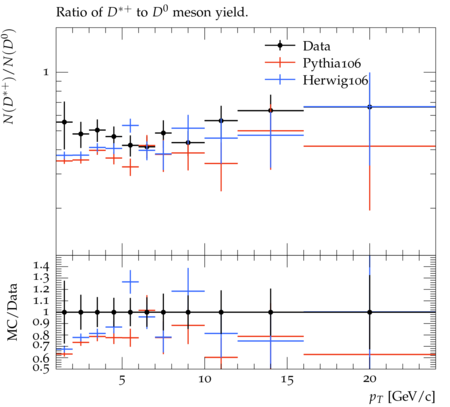 Ratio of D*+ to D0 meson yield.
N(D*+)/N(D0)
1
Data
Pythia106
Herwig106
MC/Data
1.4
1.3
1.2
1.1
1
0.9
0.8
0.7
0.6
0.5
5 10 15 20
pT [GeV/c]